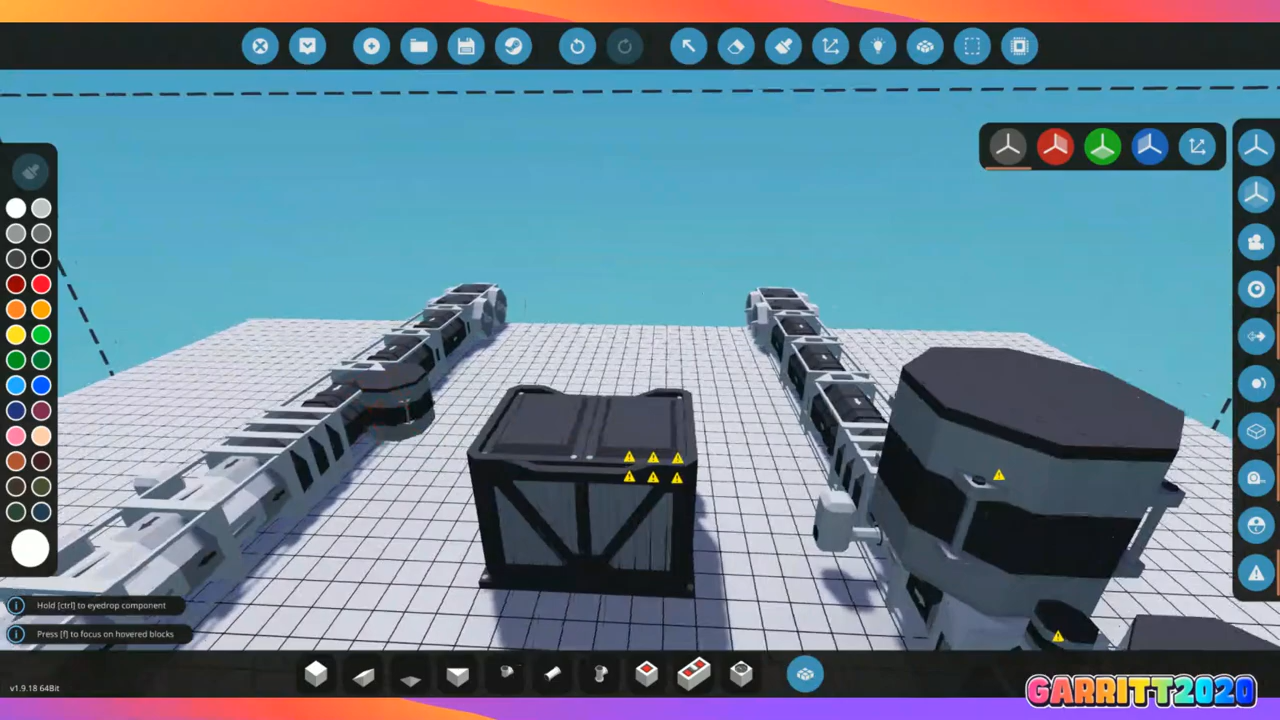 Hold [ctrl] to eyedrop component
Press [f] to focus on hovered blocks
v1.9.18 64Bit
GARRITT2020